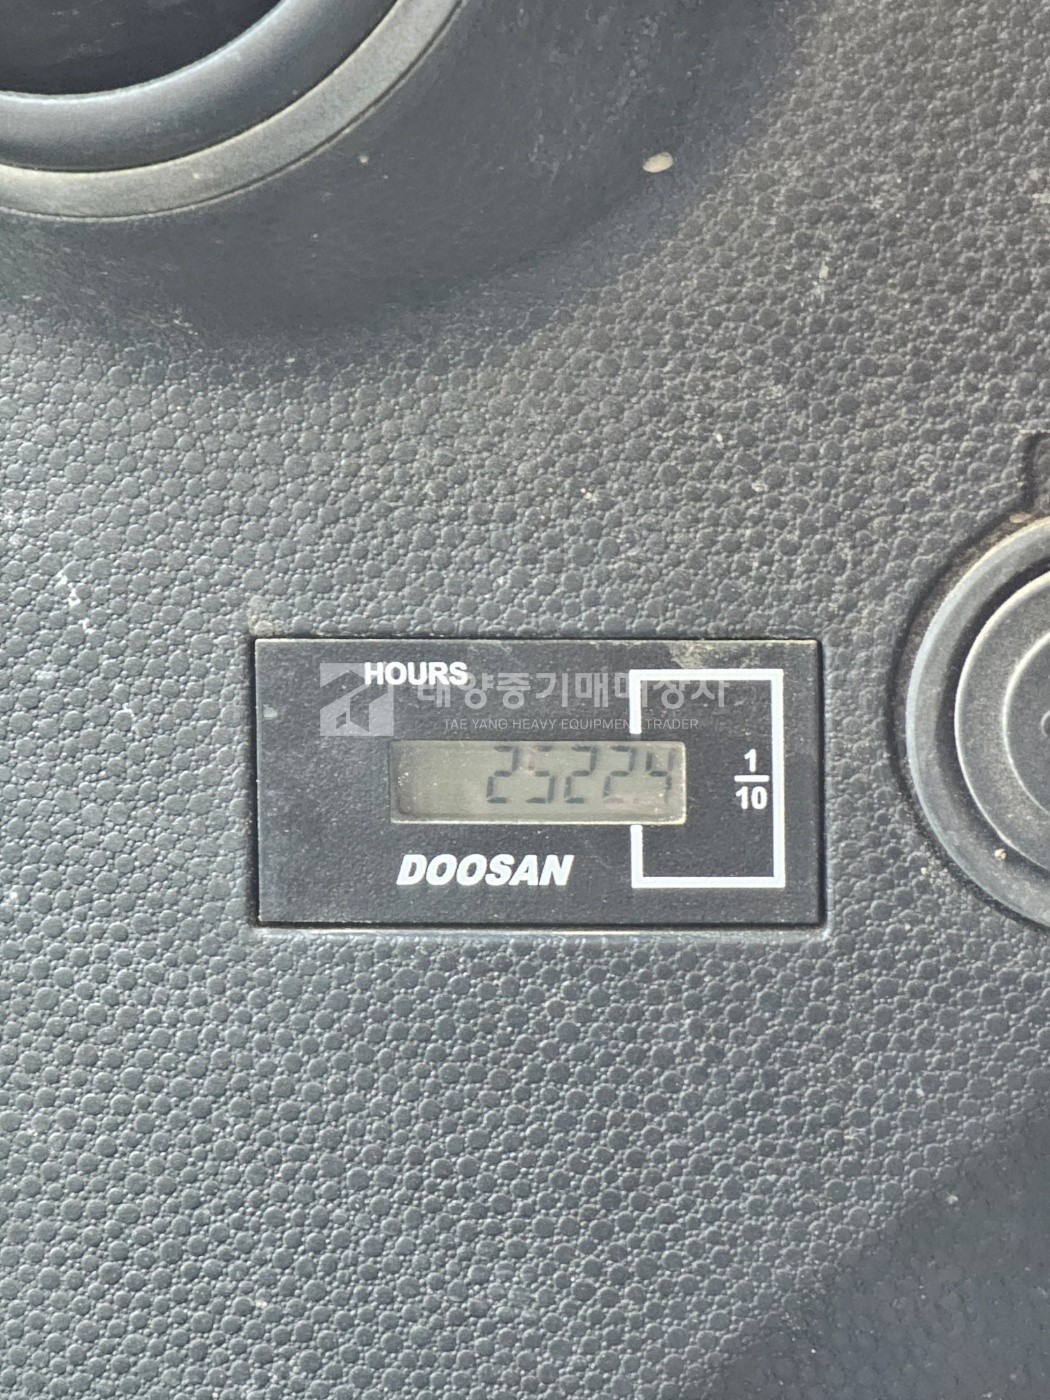 HOURS
태양중기매매상사
TAE YANG HEAVY EQUIPMENT TRADER
25224
1
10
DOOSAN